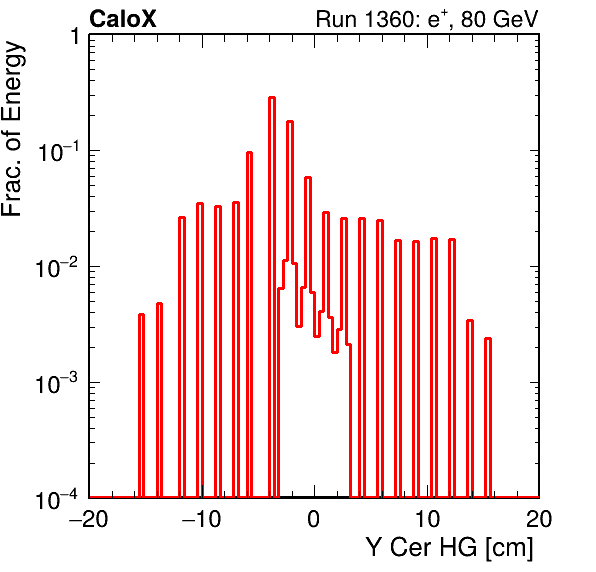 CaloX Run 1360: e⁺, 80 GeV
Frac. of Energy
1
10⁻¹
10⁻²
10⁻³
10⁻⁴
−20 −10 0 10 20
Y Cer HG [cm]